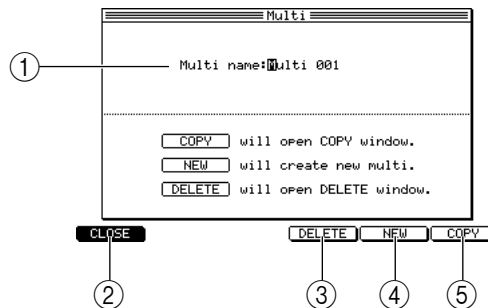 Multi
① Multi name:Multi 001
COPY will open COPY window.
NEW will create new multi.
DELETE will open DELETE window.
CLOSE DELETE NEW COPY
② ③ ④ ⑤